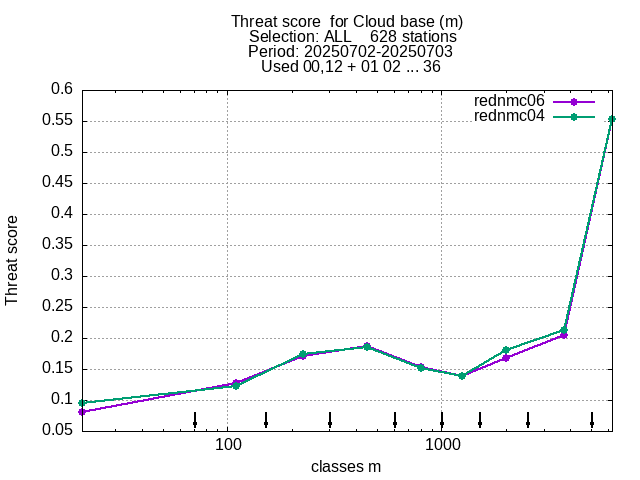 Threat score  for Cloud base (m)
Selection: ALL    628 stations
Period: 20250702-20250703
Used 00,12 + 01 02 ... 36
rednmc06
rednmc04
0.6
0.55
0.5
0.45
0.4
0.35
0.3
0.25
0.2
0.15
0.1
0.05
Threat score
100
1000
classes m